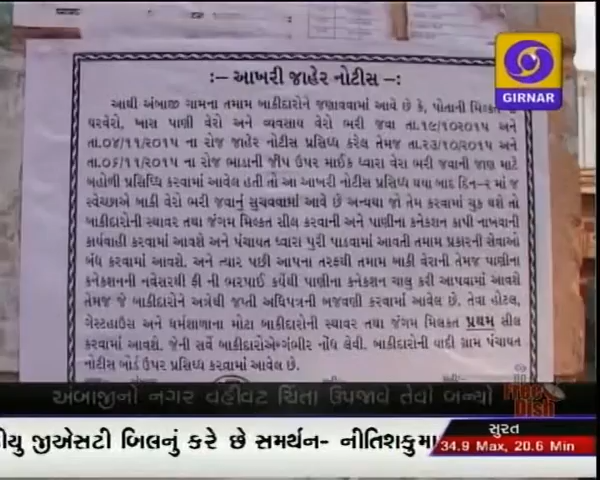 :- આખરી જાહેર નોટીસ -:
આથી અંબાજી ગામના તમામ બાકીદારોને જણાવવામાં આવે છે કે, પોતાની મિલ્કત
ઘરવેરો, ખાસ પાણી વેરો અને વ્યવસાય વેરો ભરી જવા તા.૧૯/૧૦૨૦૧૫ અને
તા.૦૪/૧૧/૨૦૧૫ ના રોજ જાહેર નોટીસ પ્રસિધ્ધ કરેલ તેમજ તા.૨૩/૧૦/૨૦૧૫ અને
તા.૦૬/૧૧/૨૦૧૫ ના રોજ ભાડાની જીપ ઉપર માઈક ધ્વારા વેરા ભરી જવાની જાણ માટે
બહોળી પ્રસિધ્ધિ કરવામાં આવેલ હતી તો આ આખરી નોટીસ પ્રસિધ્ધ થયા બાદ દિન-૨ માં જ
સ્વેચ્છાએ બાકી વેરો ભરી જવાનું સુચવવામાં આવે છે અન્યથા જો તેમ કરવામાં ચુક થશે તો
બાકીદારોની સ્થાવર તથા જંગમ મિલ્કત સીલ કરવાની અને પાણીના કનેકશન કાપી નાખવાની
કાર્યવાહી કરવામાં આવશે અને પંચાયત ધ્વારા પુરી પાડવામાં આવતી તમામ પ્રકારની સેવાઓ
બંધ કરવામાં આવશે. અને ત્યાર પછી આપના તરફથી તમામ બાકી વેરાની તેમજ પાણીના
કનેકશનની નવેસરથી ફી ની ભરપાઈ કર્યેથી પાણીના કનેકશન ચાલુ કરી આપવામાં આવશે
તેમજ જે બાકીદારોને અત્રેથી જપ્તી અધિપત્રની બજવણી કરવામાં આવેલ છે. તેવા હોટલ,
ગેસ્ટહાઉસ અને ધર્મશાળાના મોટા બાકીદારોની સ્થાવર તથા જંગમ મિલકત પ્રથમ સીલ
કરવામાં આવશે. જેની સર્વે બાકીદારોએ ગંભીર નોંધ લેવી. બાકીદારોની યાદી ગ્રામ પંચાયત
નોટીસ બોર્ડ ઉપર પ્રસિધ્ધ કરવામાં આવેલ છે.
GIRNAR
અંબાજીનો નગર વહીવટ ચિંતા ઉપજાવે તેવો બન્યો
Free Dish
ડીયુ જીએસટી બિલનું કરે છે સમર્થન- નીતિશકુમા
સુરત
34.9 Max, 20.6 Min